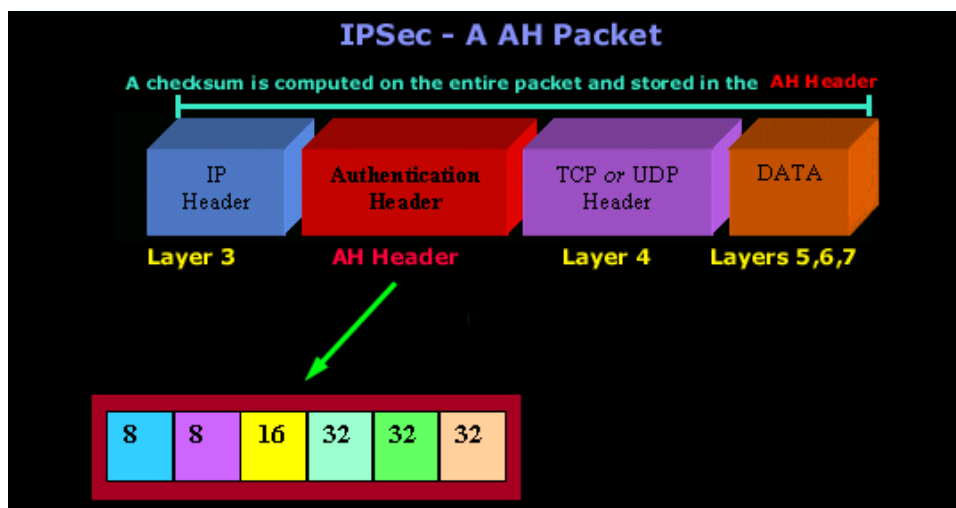 IPSec - A AH Packet
A checksum is computed on the entire packet and stored in the AH Header
IP
Header
Authentication
Header
TCP or UDP
Header
DATA
Layer 3
AH Header
Layer 4
Layers 5,6,7
8 8 16 32 32 32